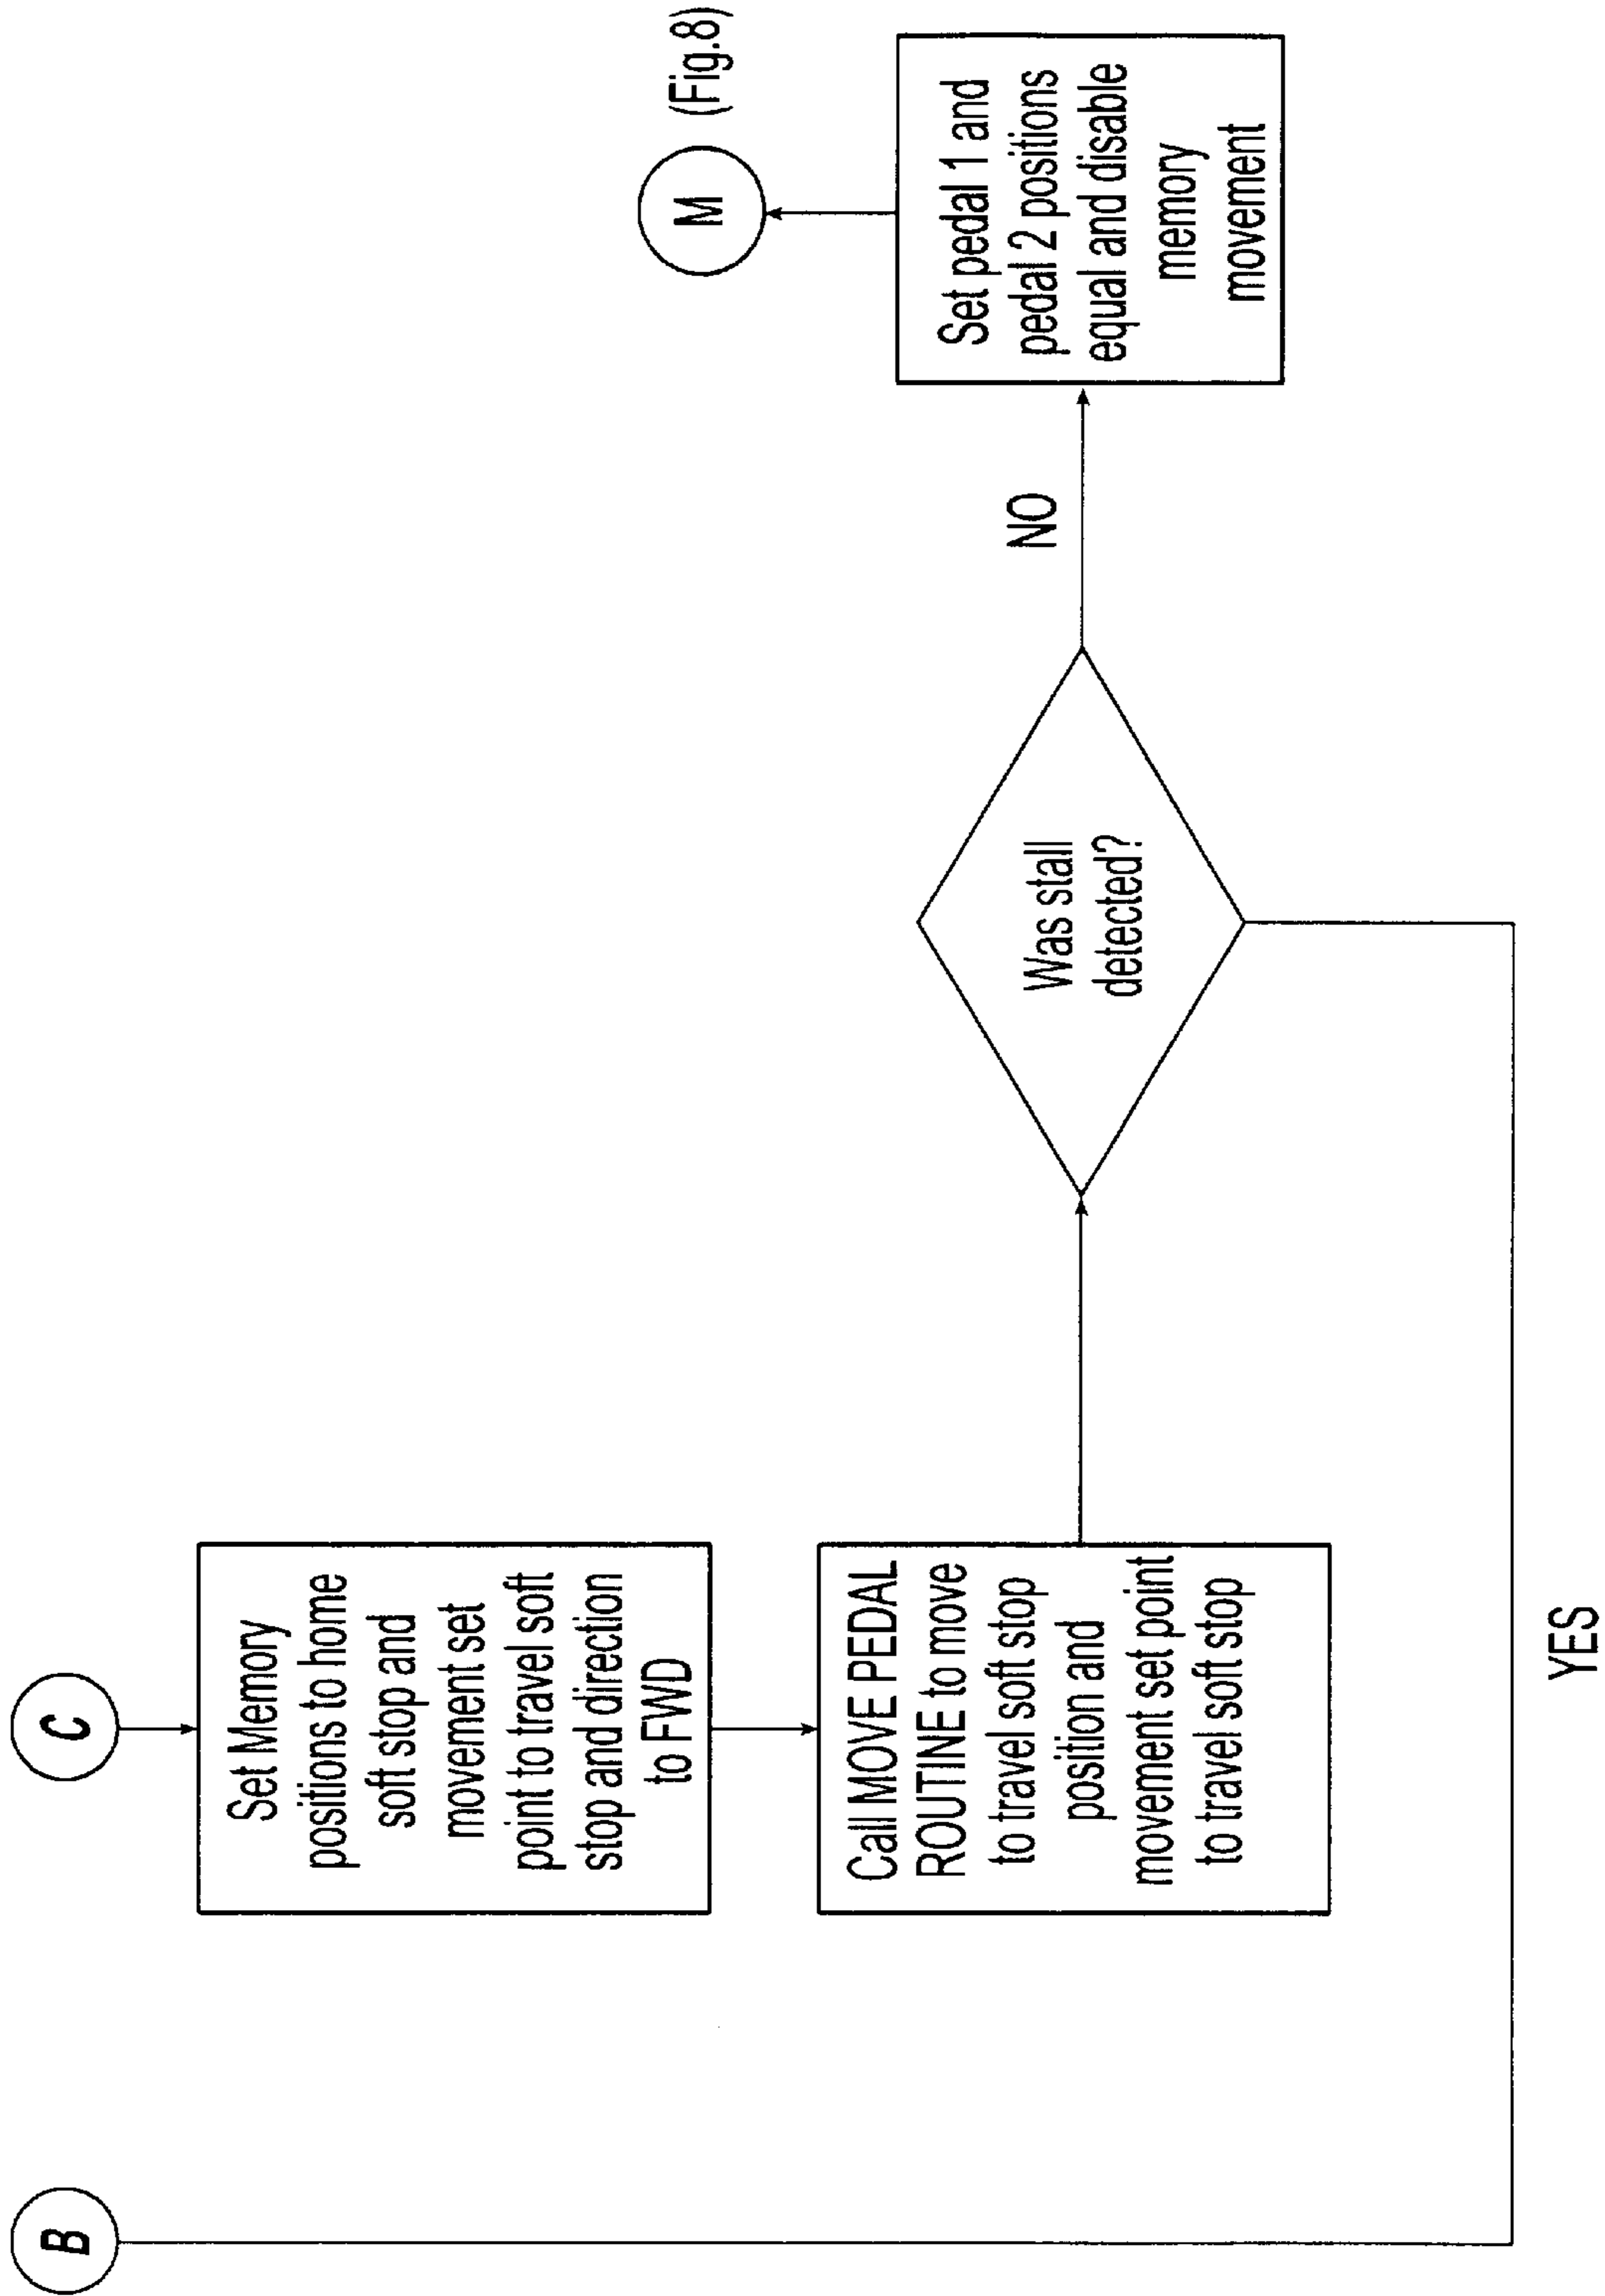 B
C
Set Memory
positions to home
soft stop and
movement set
point to travel soft
stop and direction
to FWD
Call MOVE PEDAL
ROUTINE to move
to travel soft stop
position and
movement set point
to travel soft stop
Was stall
detected?
YES
NO
Set pedal 1 and
pedal 2 positions
equal and disable
memory
movement
M (Fig.8)